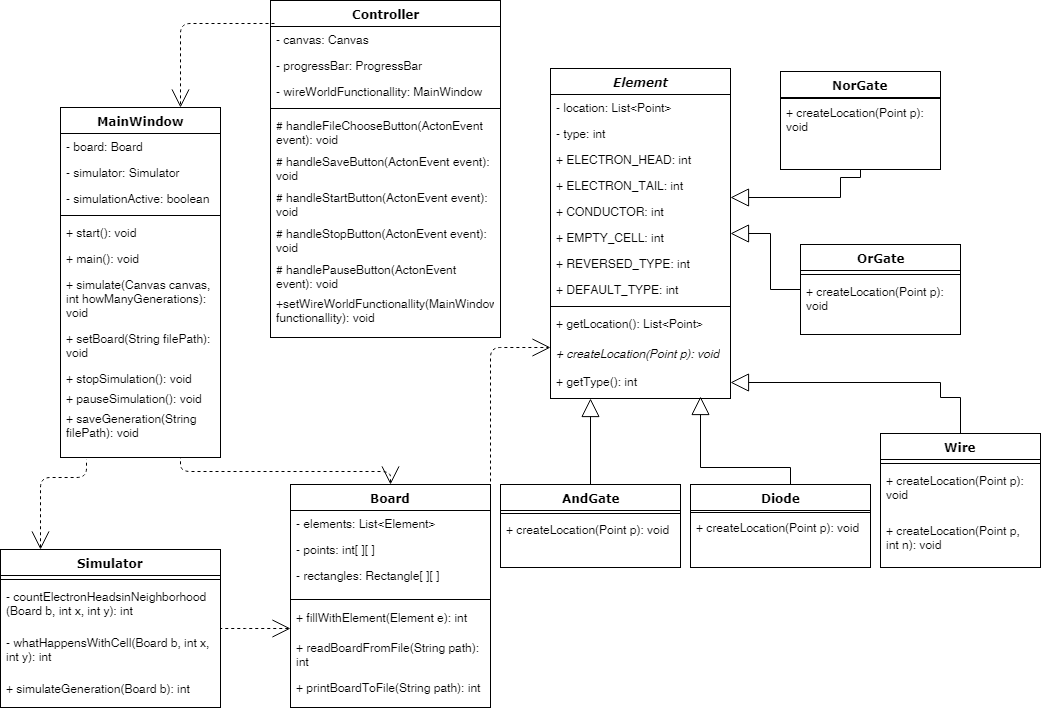 Controller
- canvas: Canvas
- progressBar: ProgressBar
- wireWorldFunctionallity: MainWindow
# handleFileChooseButton(ActonEvent
event): void
# handleSaveButton(ActonEvent event):
void
# handleStartButton(ActonEvent event):
void
# handleStopButton(ActonEvent event):
void
# handlePauseButton(ActonEvent
event): void
+setWireWorldFunctionallity(MainWindow
functionallity): void
MainWindow
- board: Board
- simulator: Simulator
- simulationActive: boolean
+ start(): void
+ main(): void
+ simulate(Canvas canvas,
int howManyGenerations):
void
+ setBoard(String filePath):
void
+ stopSimulation(): void
+ pauseSimulation(): void
+ saveGeneration(String
filePath): void
Element
- location: List<Point>
- type: int
+ ELECTRON_HEAD: int
+ ELECTRON_TAIL: int
+ CONDUCTOR: int
+ EMPTY_CELL: int
+ REVERSED_TYPE: int
+ DEFAULT_TYPE: int
+ getLocation(): List<Point>
+ createLocation(Point p): void
+ getType(): int
NorGate
+ createLocation(Point p):
void
OrGate
+ createLocation(Point p):
void
Wire
+ createLocation(Point p):
void
+ createLocation(Point p,
int n): void
AndGate
+ createLocation(Point p): void
Diode
+ createLocation(Point p): void
Board
- elements: List<Element>
- points: int[ ][ ]
- rectangles: Rectangle[ ][ ]
+ fillWithElement(Element e): int
+ readBoardFromFile(String path):
int
+ printBoardToFile(String path): int
Simulator
- countElectronHeadsinNeighborhood
(Board b, int x, int y): int
- whatHappensWithCell(Board b, int x,
int y): int
+ simulateGeneration(Board b): int